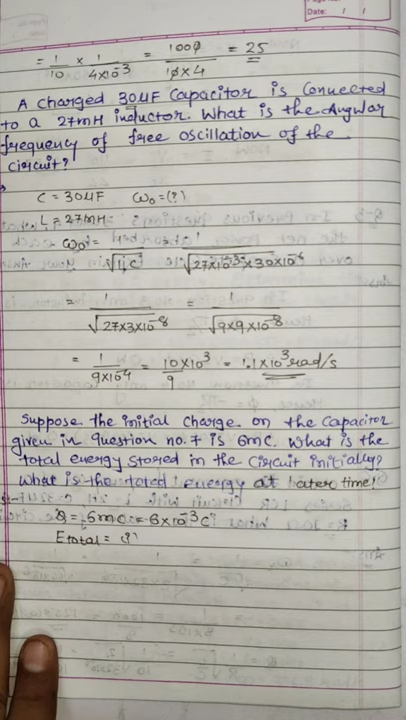 Date: / /
= 1/10 × 1/4×10⁻³ = 1000/10×4 = 25
A charged 30μF Capacitor is Connected
to a 27mH inductor. What is the Angular
frequency of free oscillation of the
circuit?
C = 30μF ω₀ = (?)
L = 27mH
ω₀ = 1/√LC = 1/√27×10⁻³×30×10⁻⁶
= 1/√27×3×10⁻⁸ = 1/√9×9×10⁻⁸
= 1/9×10⁻⁴ = 10×10³/9 = 1.1×10³ rad/s
Suppose the initial charge on the Capacitor
given in question no. 7 is 6mC. What is the
total energy stored in the circuit initially?
What is the total energy at later time?
Q = 6mC = 6×10⁻³C
Etotal = (?)